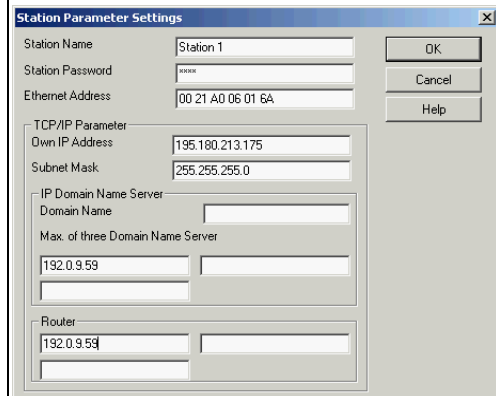 Station Parameter Settings
Station Name
Station 1
OK
Station Password
****
Cancel
Ethernet Address
00 21 A0 06 01 6A
Help
TCP/IP Parameter
Own IP Address
195.180.213.175
Subnet Mask
255.255.255.0
IP Domain Name Server
Domain Name
Max. of three Domain Name Server
192.0.9.59
Router
192.0.9.59